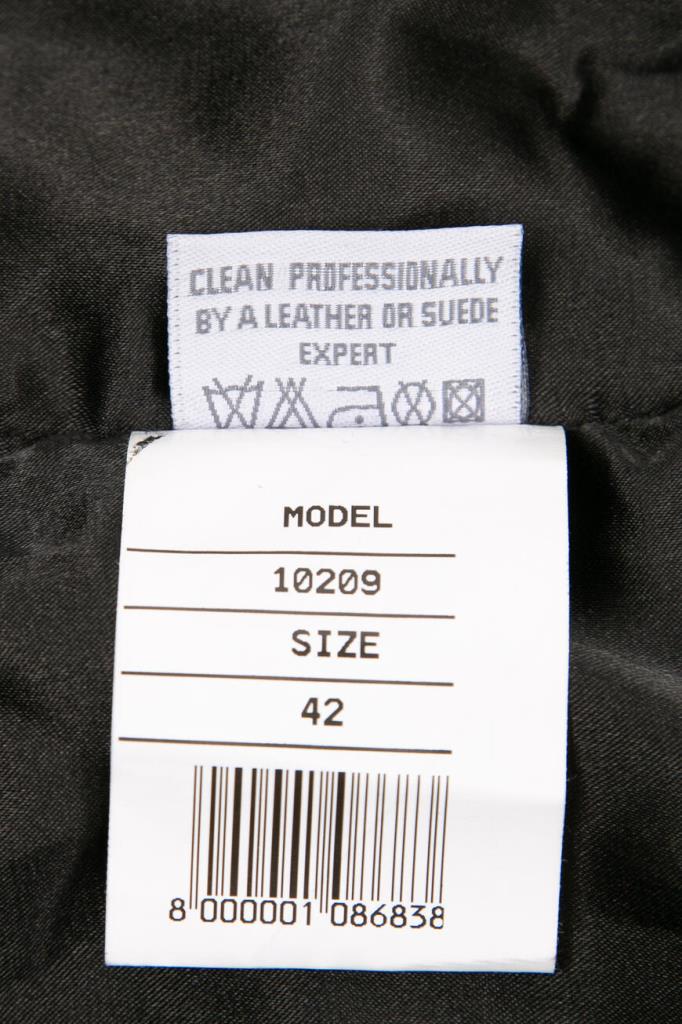 CLEAN PROFESSIONALLY
BY A LEATHER OR SUEDE
EXPERT
MODEL
10209
SIZE
42
8 000001 086838